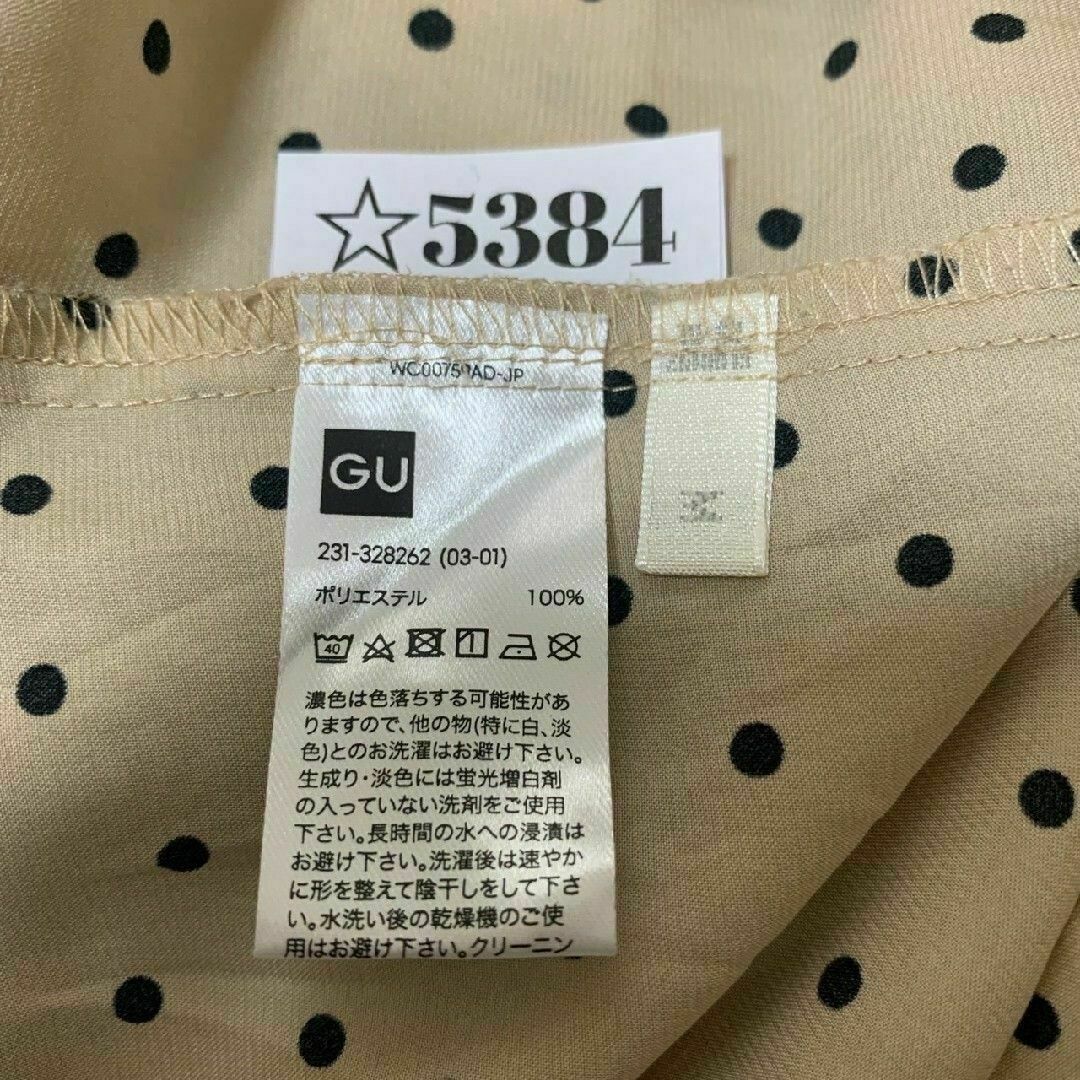 ☆5384
GU
231-328262 (03-01)
ポリエステル 100%
40
濃色は色落ちする可能性があ
りますので、他の物(特に白、淡
色)とのお洗濯はお避け下さい。
生成り・淡色には蛍光増白剤
の入っていない洗剤をご使用
下さい。長時間の水への浸漬は
お避け下さい。洗濯後は速やか
に形を整えて陰干しをして下さ
い。水洗い後の乾燥機のご使
用はお避け下さい。クリーニン